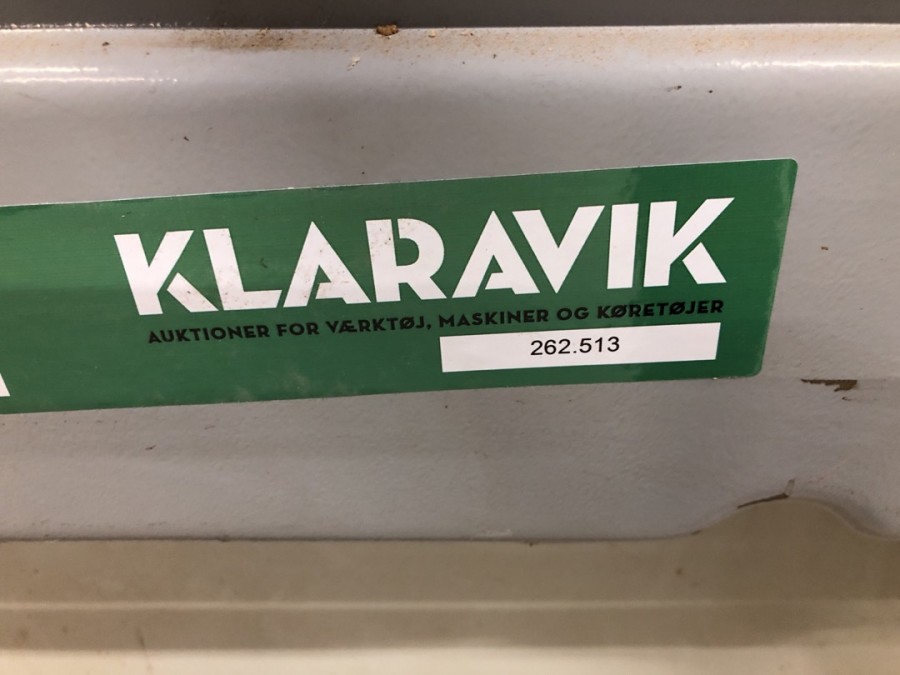 KLARAVIK
AUKTIONER FOR VÆRKTØJ, MASKINER OG KØRETØJER
262.513